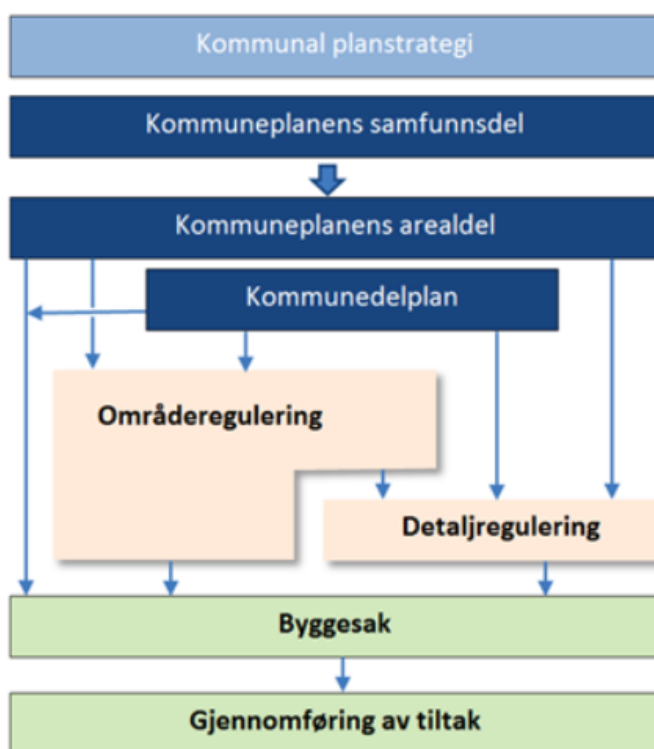 Kommunal planstrategi
Kommuneplanens samfunnsdel
Kommuneplanens arealdel
Kommunedelplan
Områderegulering
Detaljregulering
Byggesak
Gjennomføring av tiltak